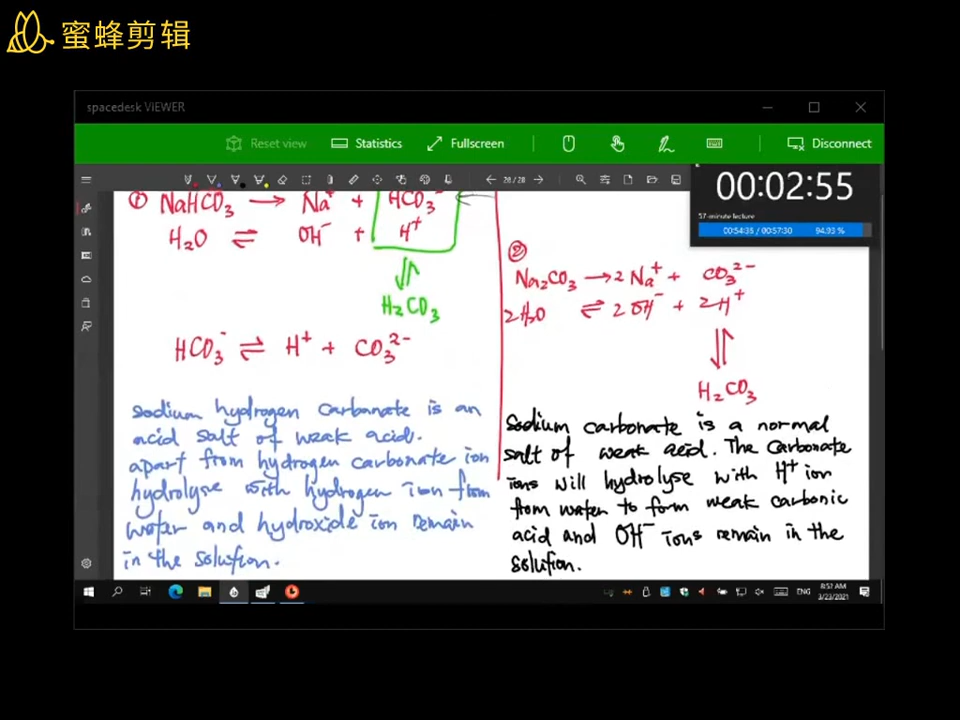 蜜蜂剪辑
spacedesk VIEWER
Reset view Statistics Fullscreen Disconnect
28/28
00:02:55
57-minute lecture
00:54:35 / 00:57:30 94.93 %
① NaHCO₃ → Na⁺ + HCO₃⁻
H₂O ⇌ OH⁻ + H⁺
⇌
H₂CO₃
HCO₃⁻ ⇌ H⁺ + CO₃²⁻
Sodium hydrogen carbonate is an
acid salt of weak acid.
apart from hydrogen carbonate ion
hydrolyse with hydrogen ion from
water and hydroxide ion remain
in the solution.
②
Na₂CO₃ → 2 Na⁺ + CO₃²⁻
2H₂O ⇌ 2 OH⁻ + 2H⁺
⇌
H₂CO₃
Sodium carbonate is a normal
salt of weak acid. The carbonate
ions will hydrolyse with H⁺ ion
from water to form weak carbonic
acid and OH⁻ ions remain in the
solution.
ENG
8:52 AM
3/23/2021